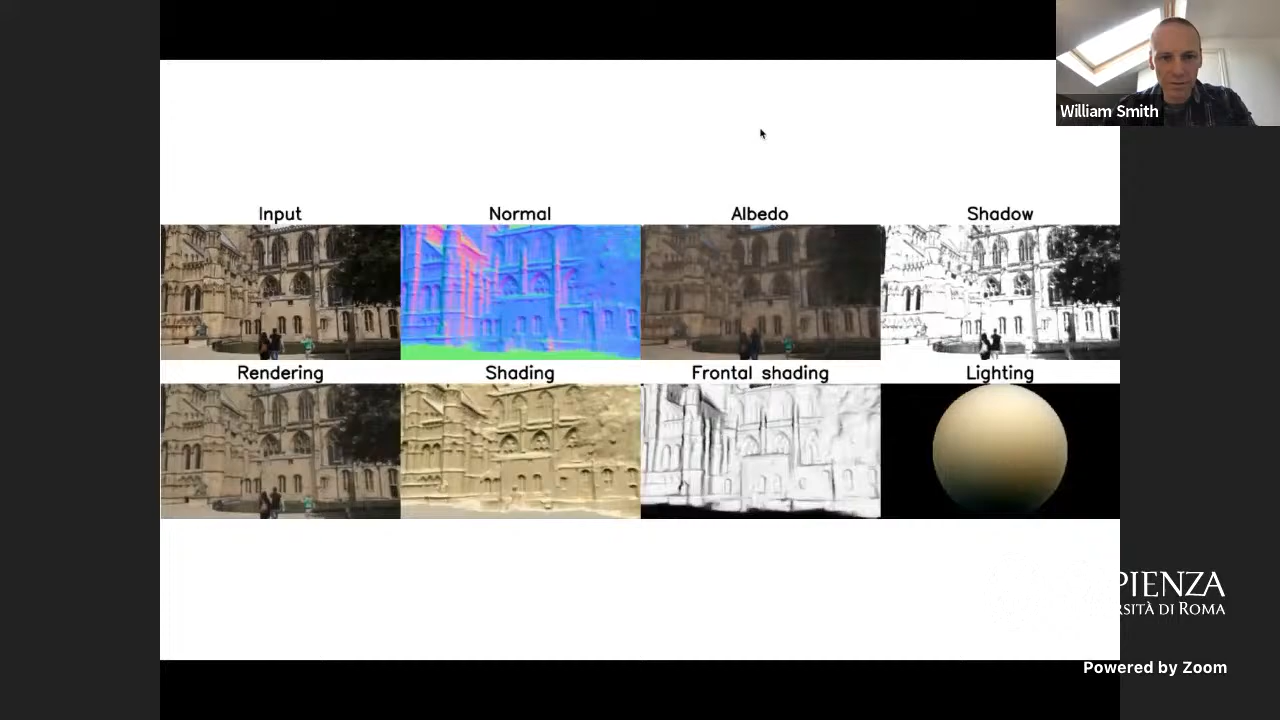 William Smith
Input
Normal
Albedo
Shadow
Rendering
Shading
Frontal shading
Lighting
PIENZA
RSITÀ DI ROMA
Powered by Zoom